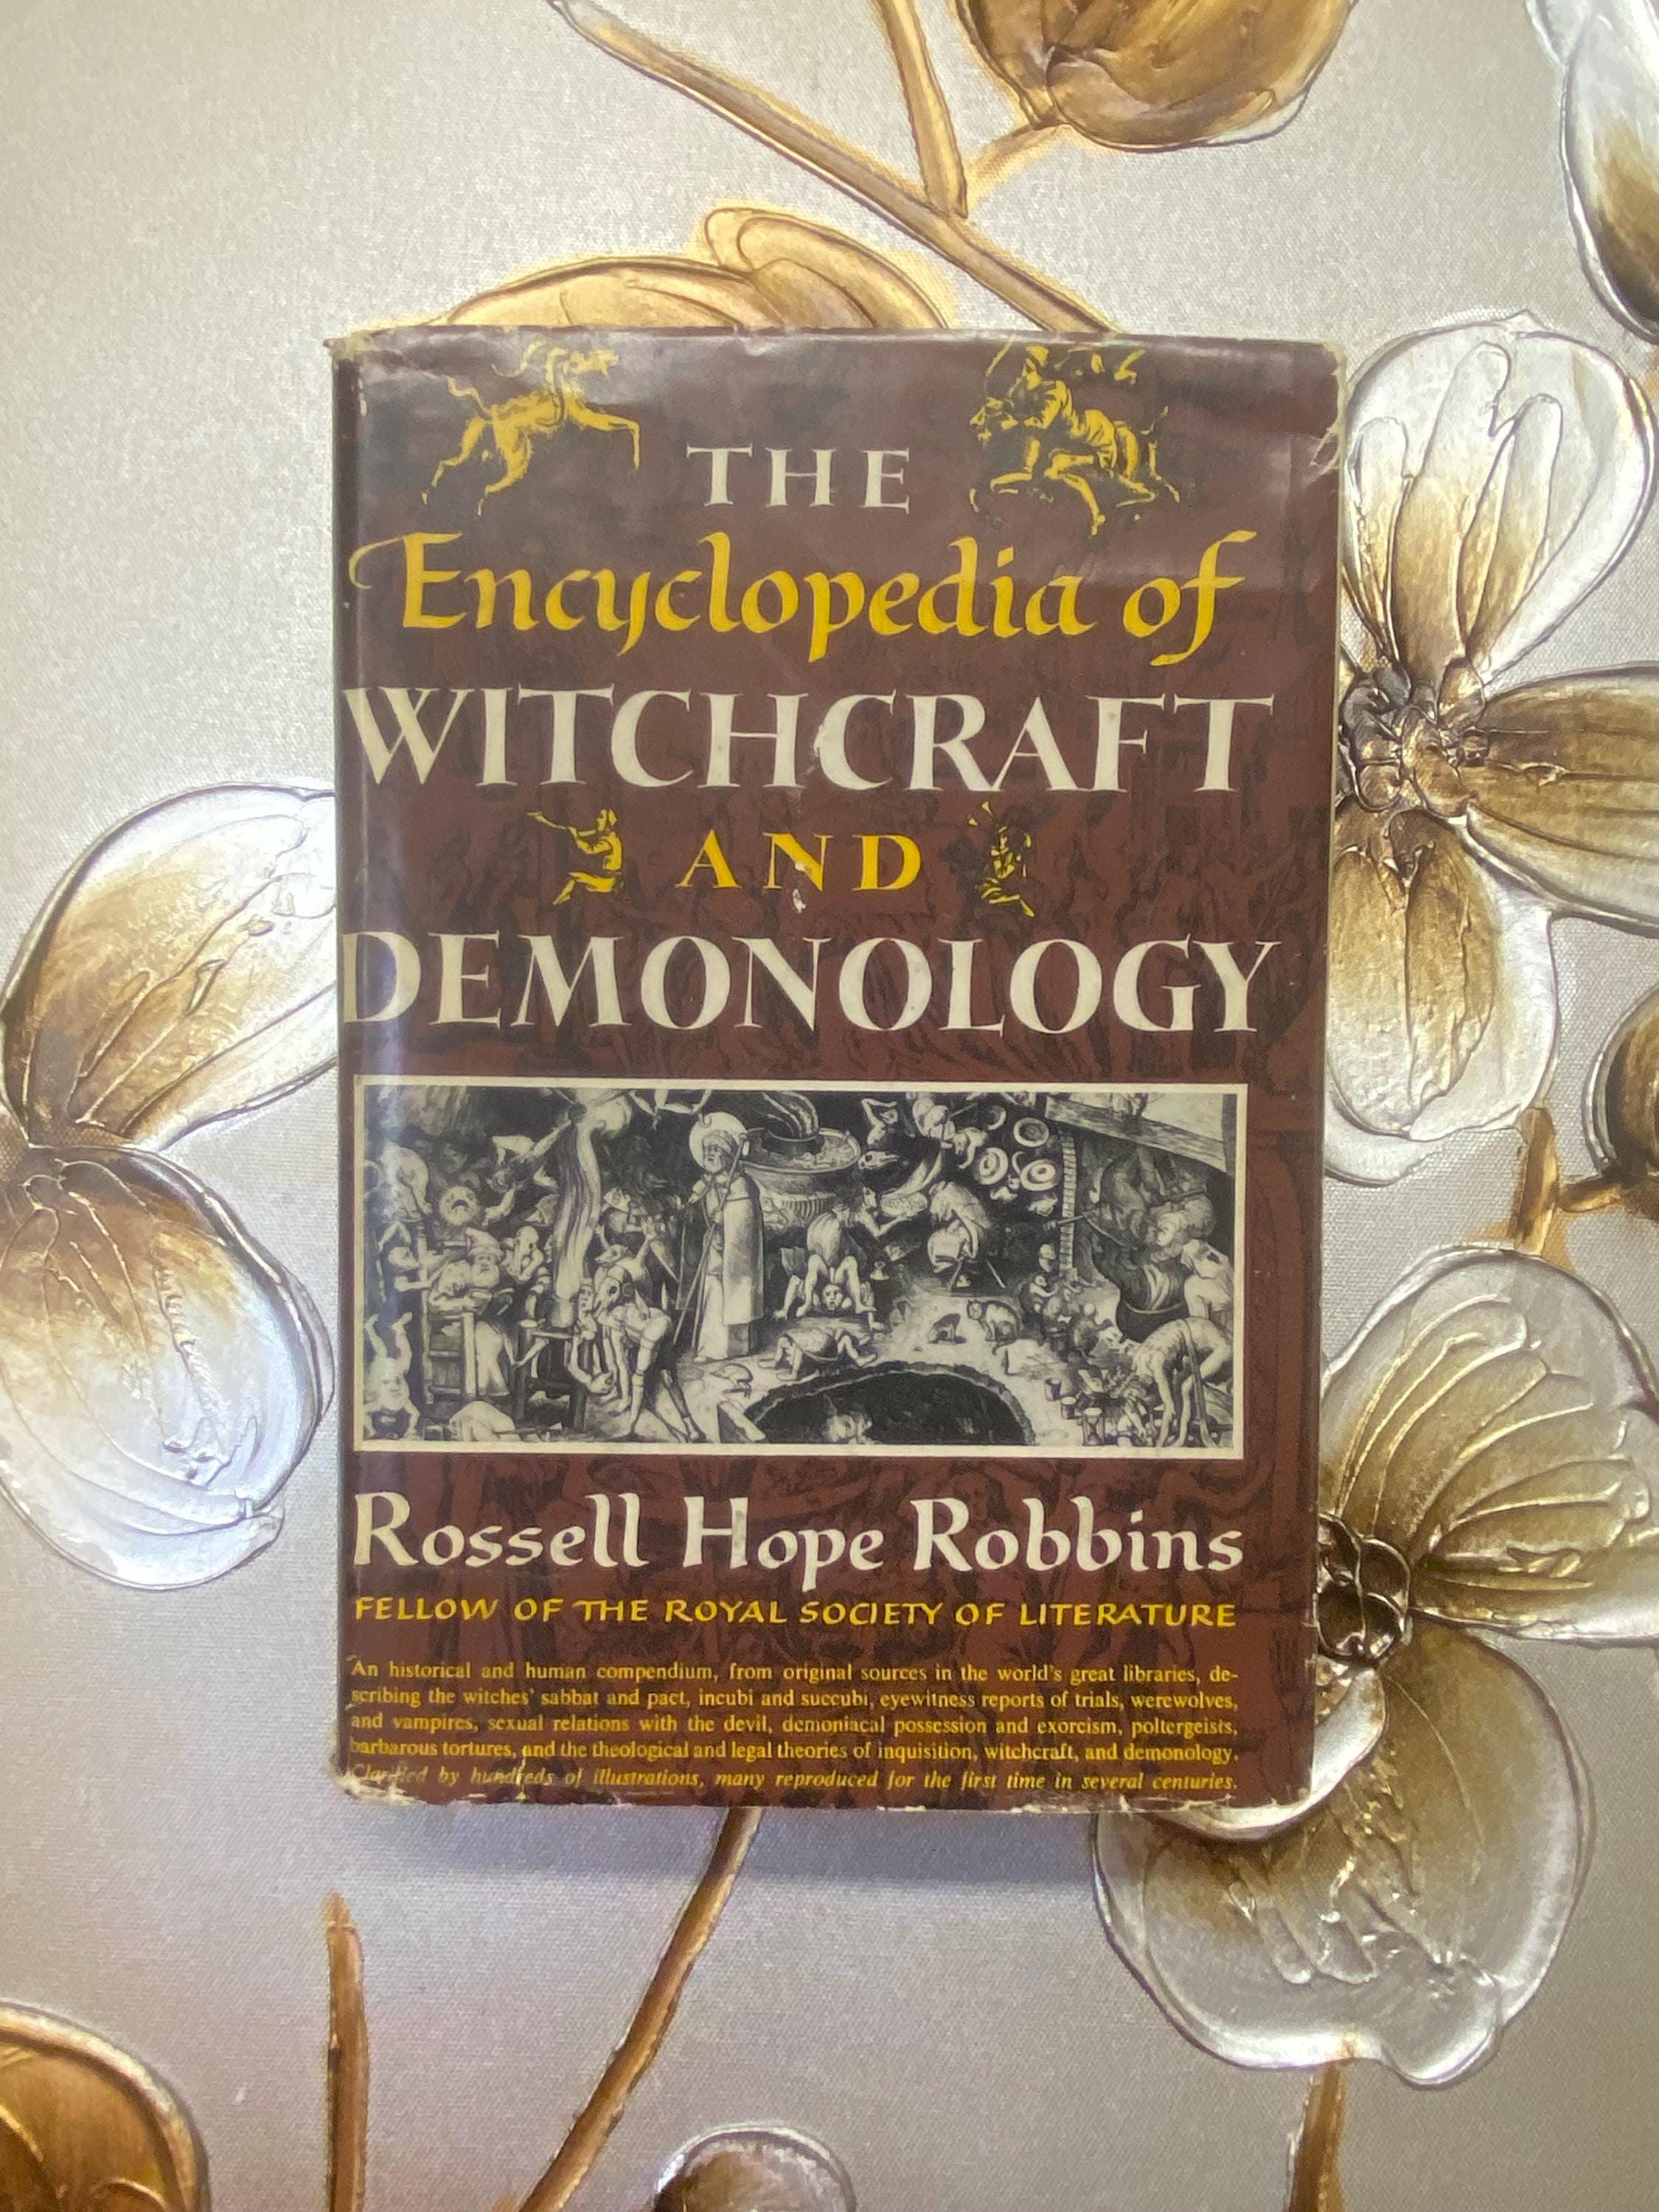 THE
Encyclopedia of
WITCHCRAFT
AND
DEMONOLOGY
Rossell Hope Robbins
FELLOW OF THE ROYAL SOCIETY OF LITERATURE
An historical and human compendium, from original sources in the world's great libraries, de-
scribing the witches' sabbat and pact, incubi and succubi, eyewitness reports of trials, werewolves,
and vampires, sexual relations with the devil, demoniacal possession and exorcism, poltergeists,
barbarous tortures, and the theological and legal theories of inquisition, witchcraft, and demonology.
Clarified by hundreds of illustrations, many reproduced for the first time in several centuries.